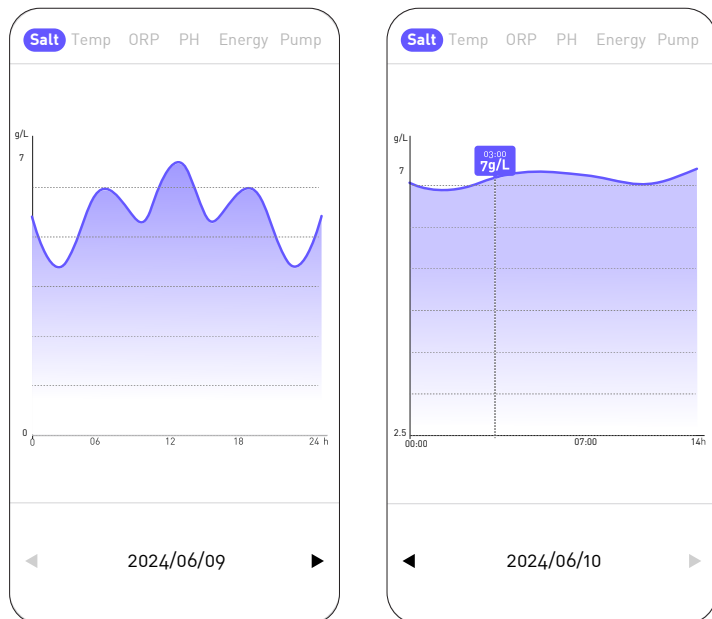 Salt Temp ORP PH Energy Pump
g/L
7
0
0 06 12 18 24 h
2024/06/09
Salt Temp ORP PH Energy Pump
g/L
7
03:00
7g/L
2.5
00:00 07:00 14h
2024/06/10